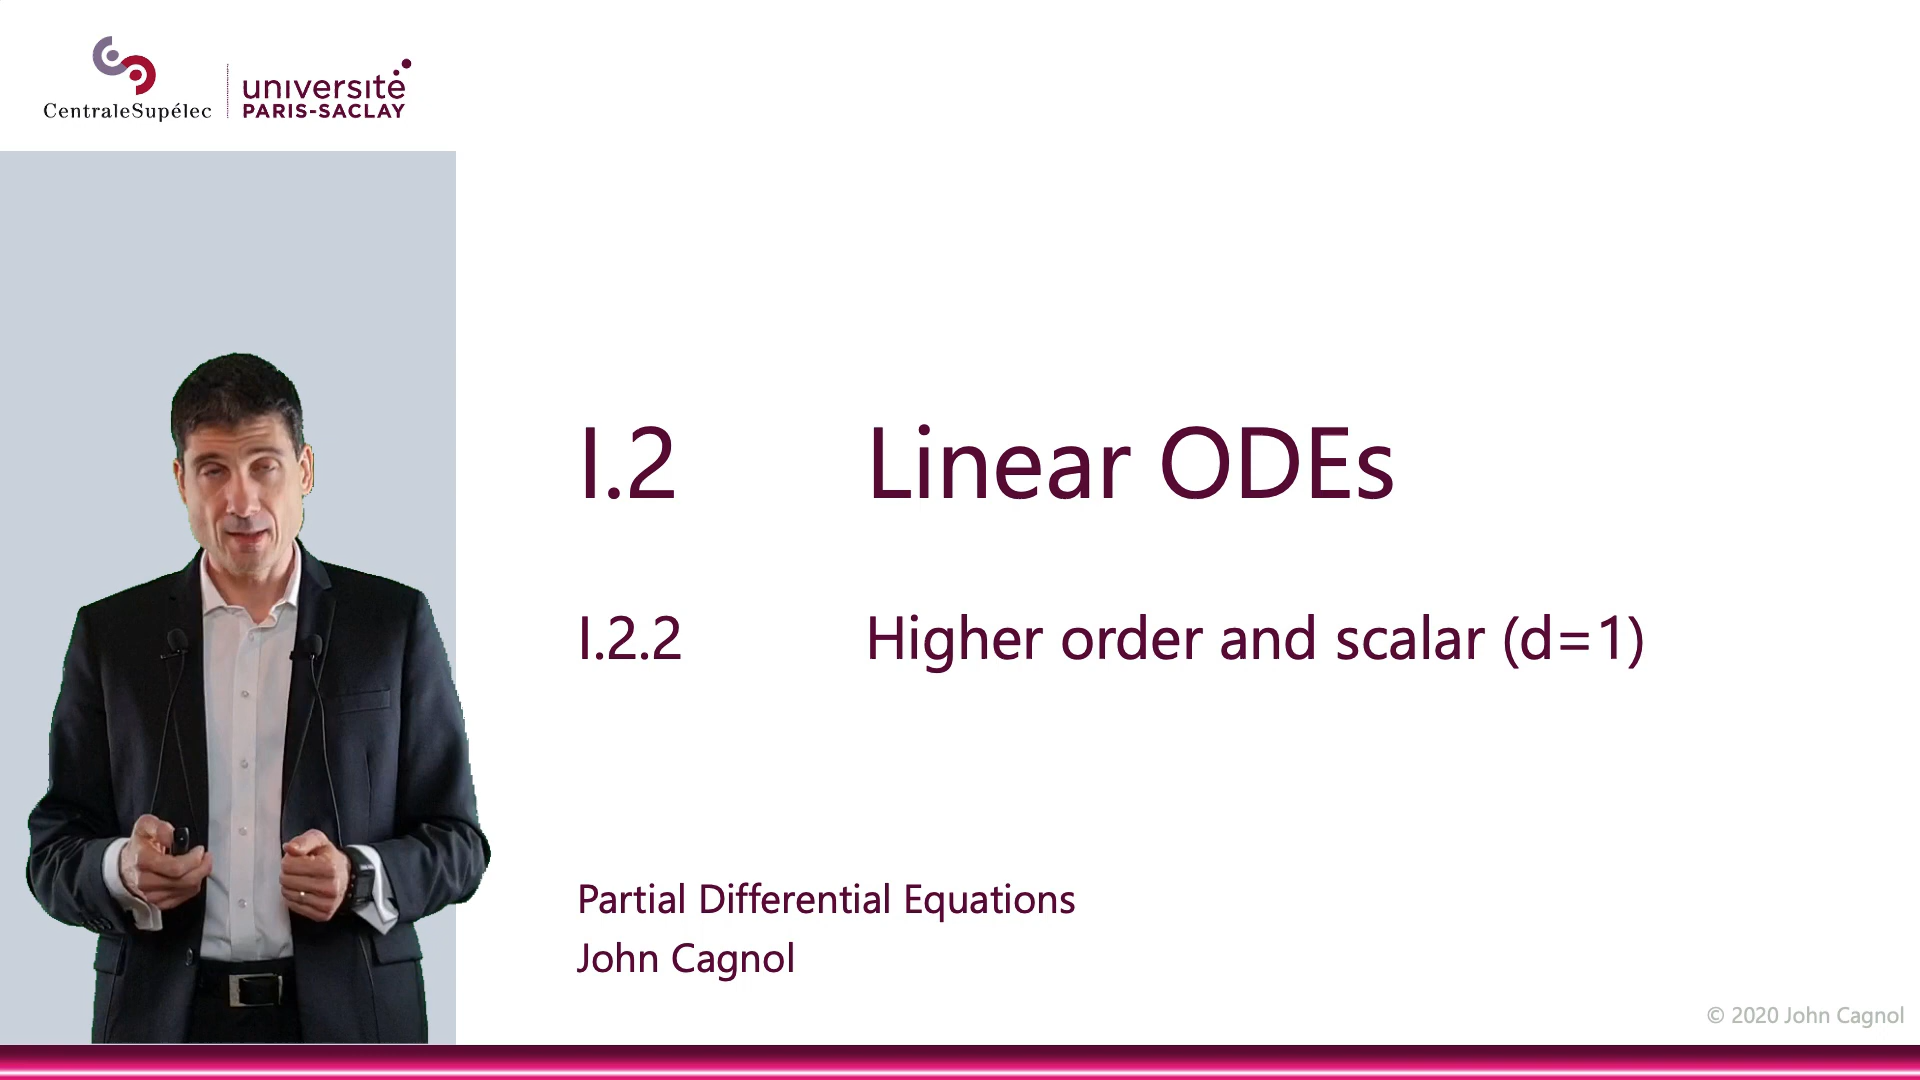 CentraleSupélec
université
PARIS-SACLAY
I.2 Linear ODEs
I.2.2 Higher order and scalar (d=1)
Partial Differential Equations
John Cagnol
© 2020 John Cagnol